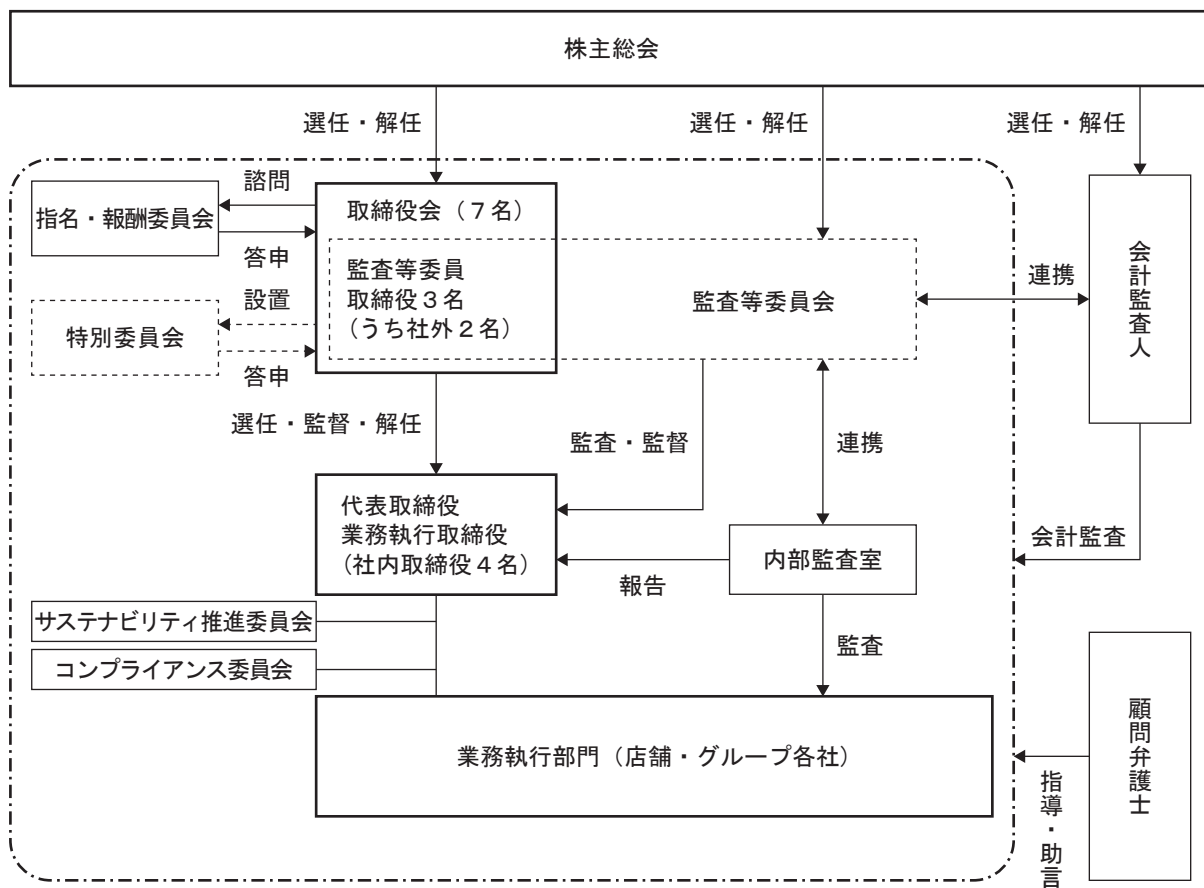 株主総会
選任・解任
選任・解任
選任・解任
諮問
指名・報酬委員会
答申
設置
特別委員会
答申
取締役会（７名）
監査等委員
取締役３名
（うち社外２名）
監査等委員会
連携
会計監査人
選任・監督・解任
監査・監督
連携
代表取締役
業務執行取締役
（社内取締役４名）
報告
内部監査室
会計監査
サステナビリティ推進委員会
コンプライアンス委員会
監査
業務執行部門（店舗・グループ各社）
顧問弁護士
指導・助言